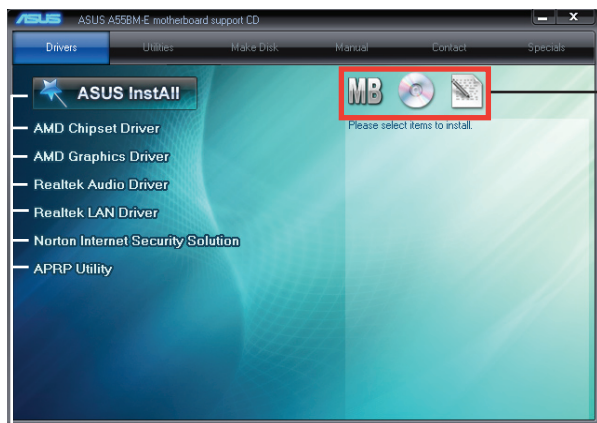 ASUS ASUS A55BM-E motherboard support CD
Drivers Utilities Make Disk Manual Contact Specials
ASUS InstAll
MB
Please select items to install.
AMD Chipset Driver
AMD Graphics Driver
Realtek Audio Driver
Realtek LAN Driver
Norton Internet Security Solution
APRP Utility